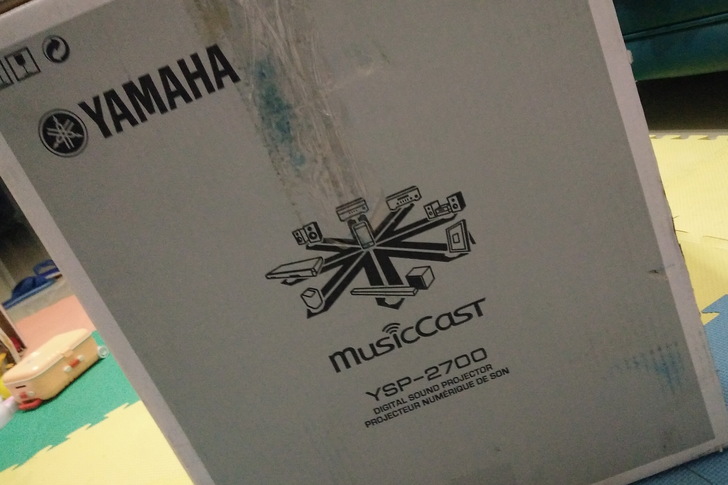 YAMAHA
MusicCast
YSP-2700
DIGITAL SOUND PROJECTOR
PROJECTEUR NUMÉRIQUE DE SON